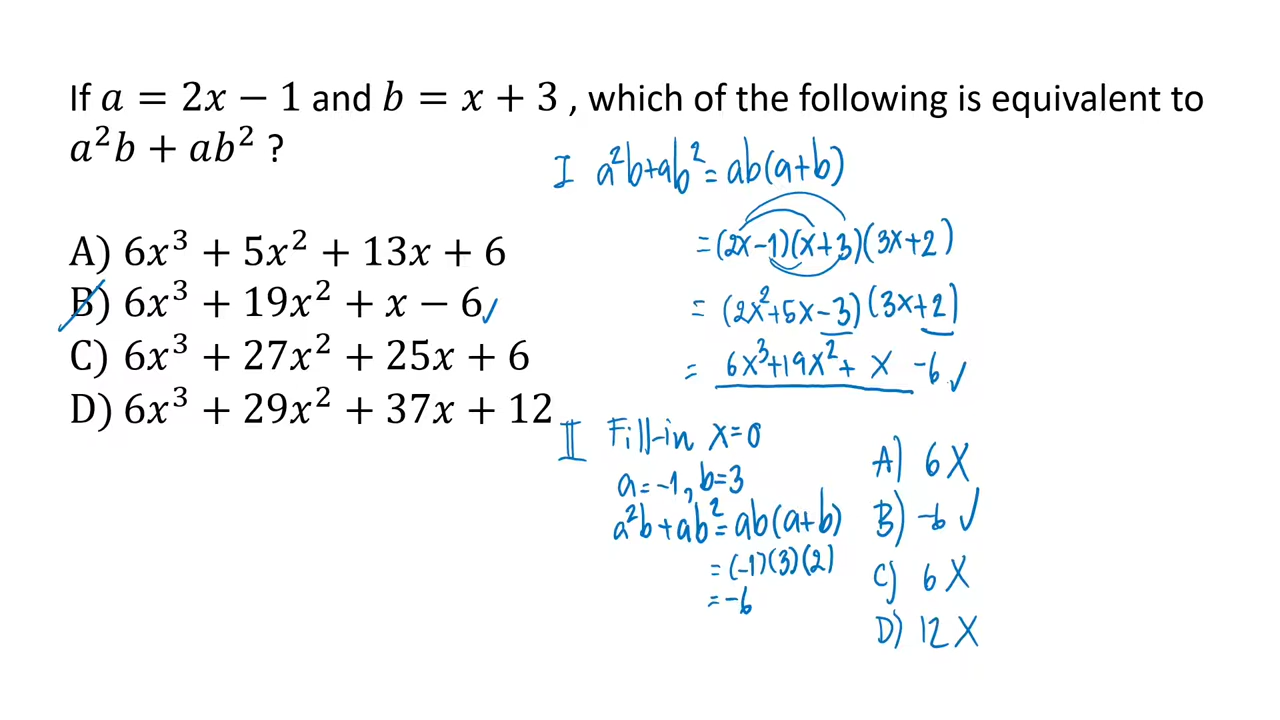 If a = 2x − 1 and b = x + 3 , which of the following is equivalent to
a²b + ab² ?
A) 6x³ + 5x² + 13x + 6
B) 6x³ + 19x² + x − 6 ✓
C) 6x³ + 27x² + 25x + 6
D) 6x³ + 29x² + 37x + 12
I a²b+ab² = ab(a+b)
= (2x−1)(x+3)(3x+2)
= (2x²+5x−3)(3x+2)
= 6x³+19x²+ x −6 ✓
II Fill-in x=0
a=−1, b=3
a²b+ab² = ab(a+b)
= (−1)(3)(2)
= −6
A) 6 X
B) −6 ✓
C) 6 X
D) 12 X